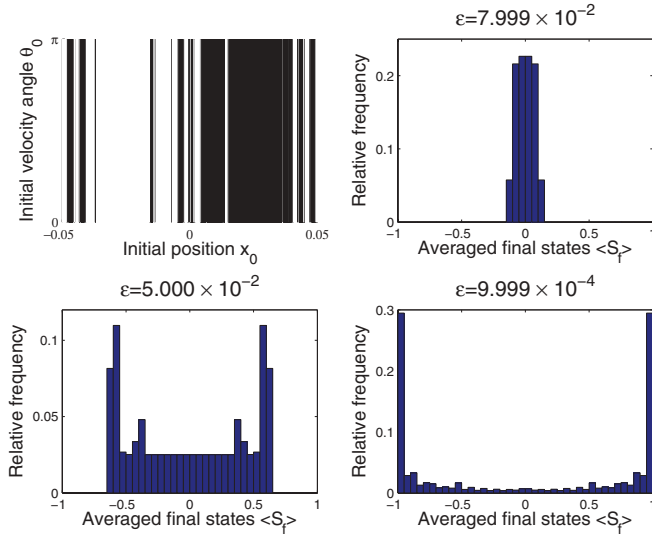 π
0
Initial velocity angle θ0
−0.05
0
0.05
Initial position x0
ε=7.999 × 10−2
0.2
0.1
0
Relative frequency
−1
−0.5
0
0.5
1
Averaged final states <Sf>
ε=5.000 × 10−2
0.1
0.05
0
Relative frequency
−1
−0.5
0
0.5
1
Averaged final states <Sf>
ε=9.999 × 10−4
0.3
0.2
0.1
0
Relative frequency
−1
−0.5
0
0.5
1
Averaged final states <Sf>